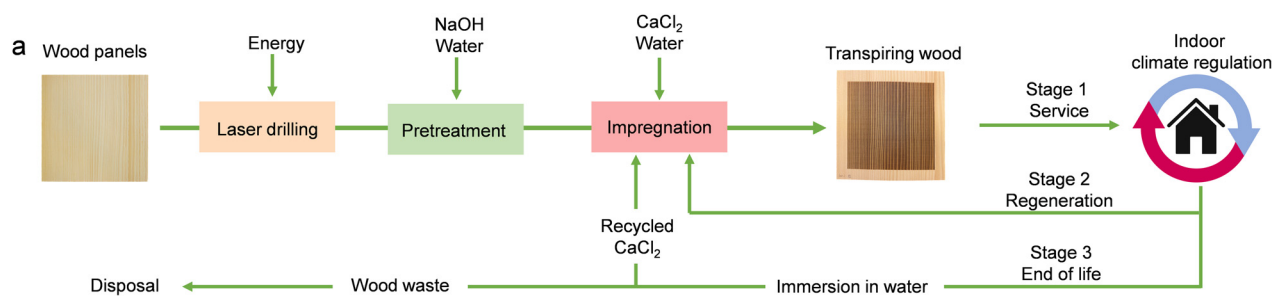 a
Wood panels
Energy
Laser drilling
NaOH
Water
Pretreatment
CaCl₂
Water
Impregnation
Transpiring wood
Stage 1
Service
Indoor
climate regulation
Stage 2
Regeneration
Recycled
CaCl₂
Stage 3
End of life
Immersion in water
Wood waste
Disposal